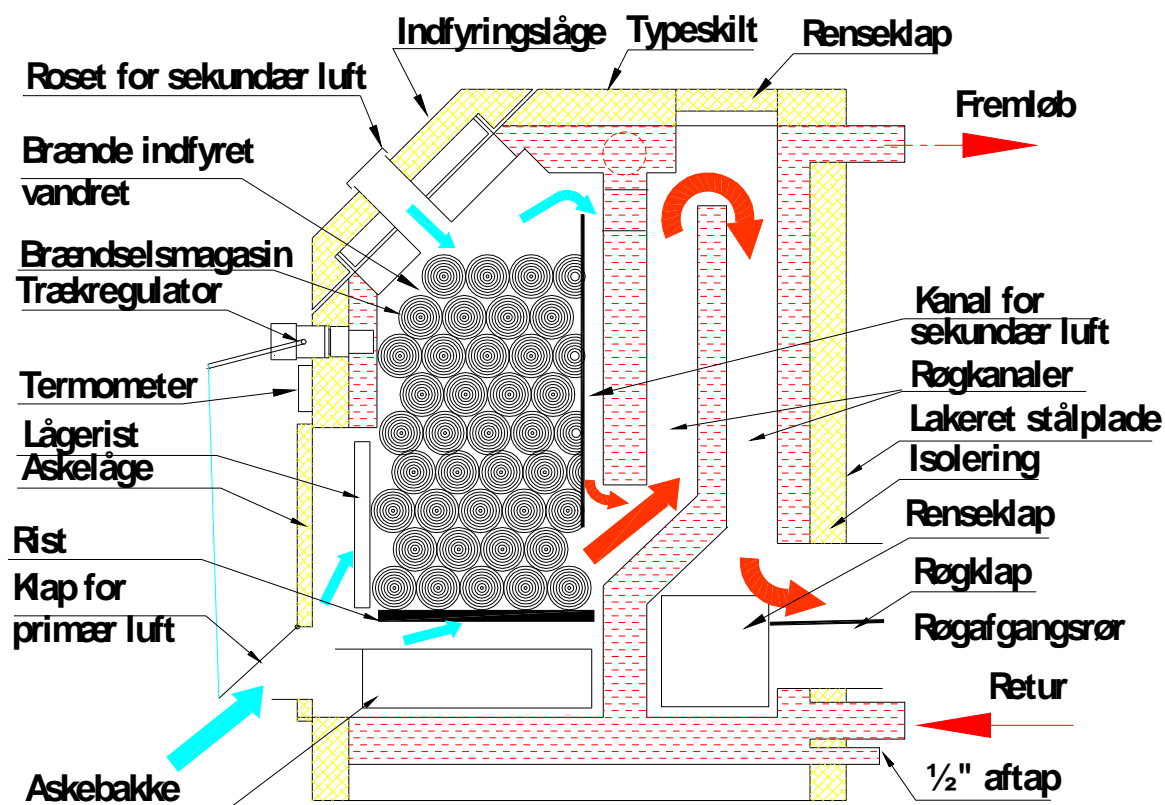 Indfyringslåge
Typeskilt
Renseklap
Roset for sekundær luft
Fremløb
Brænde indfyret
vandret
Brændselsmagasin
Trækregulator
Kanal for
sekundær luft
Røgkanaler
Termometer
Lakeret stålplade
Lågerist
Askelåge
Isolering
Renseklap
Rist
Klap for
primær luft
Røgklap
Røgafgangsrør
Retur
Askebakke
½" aftap